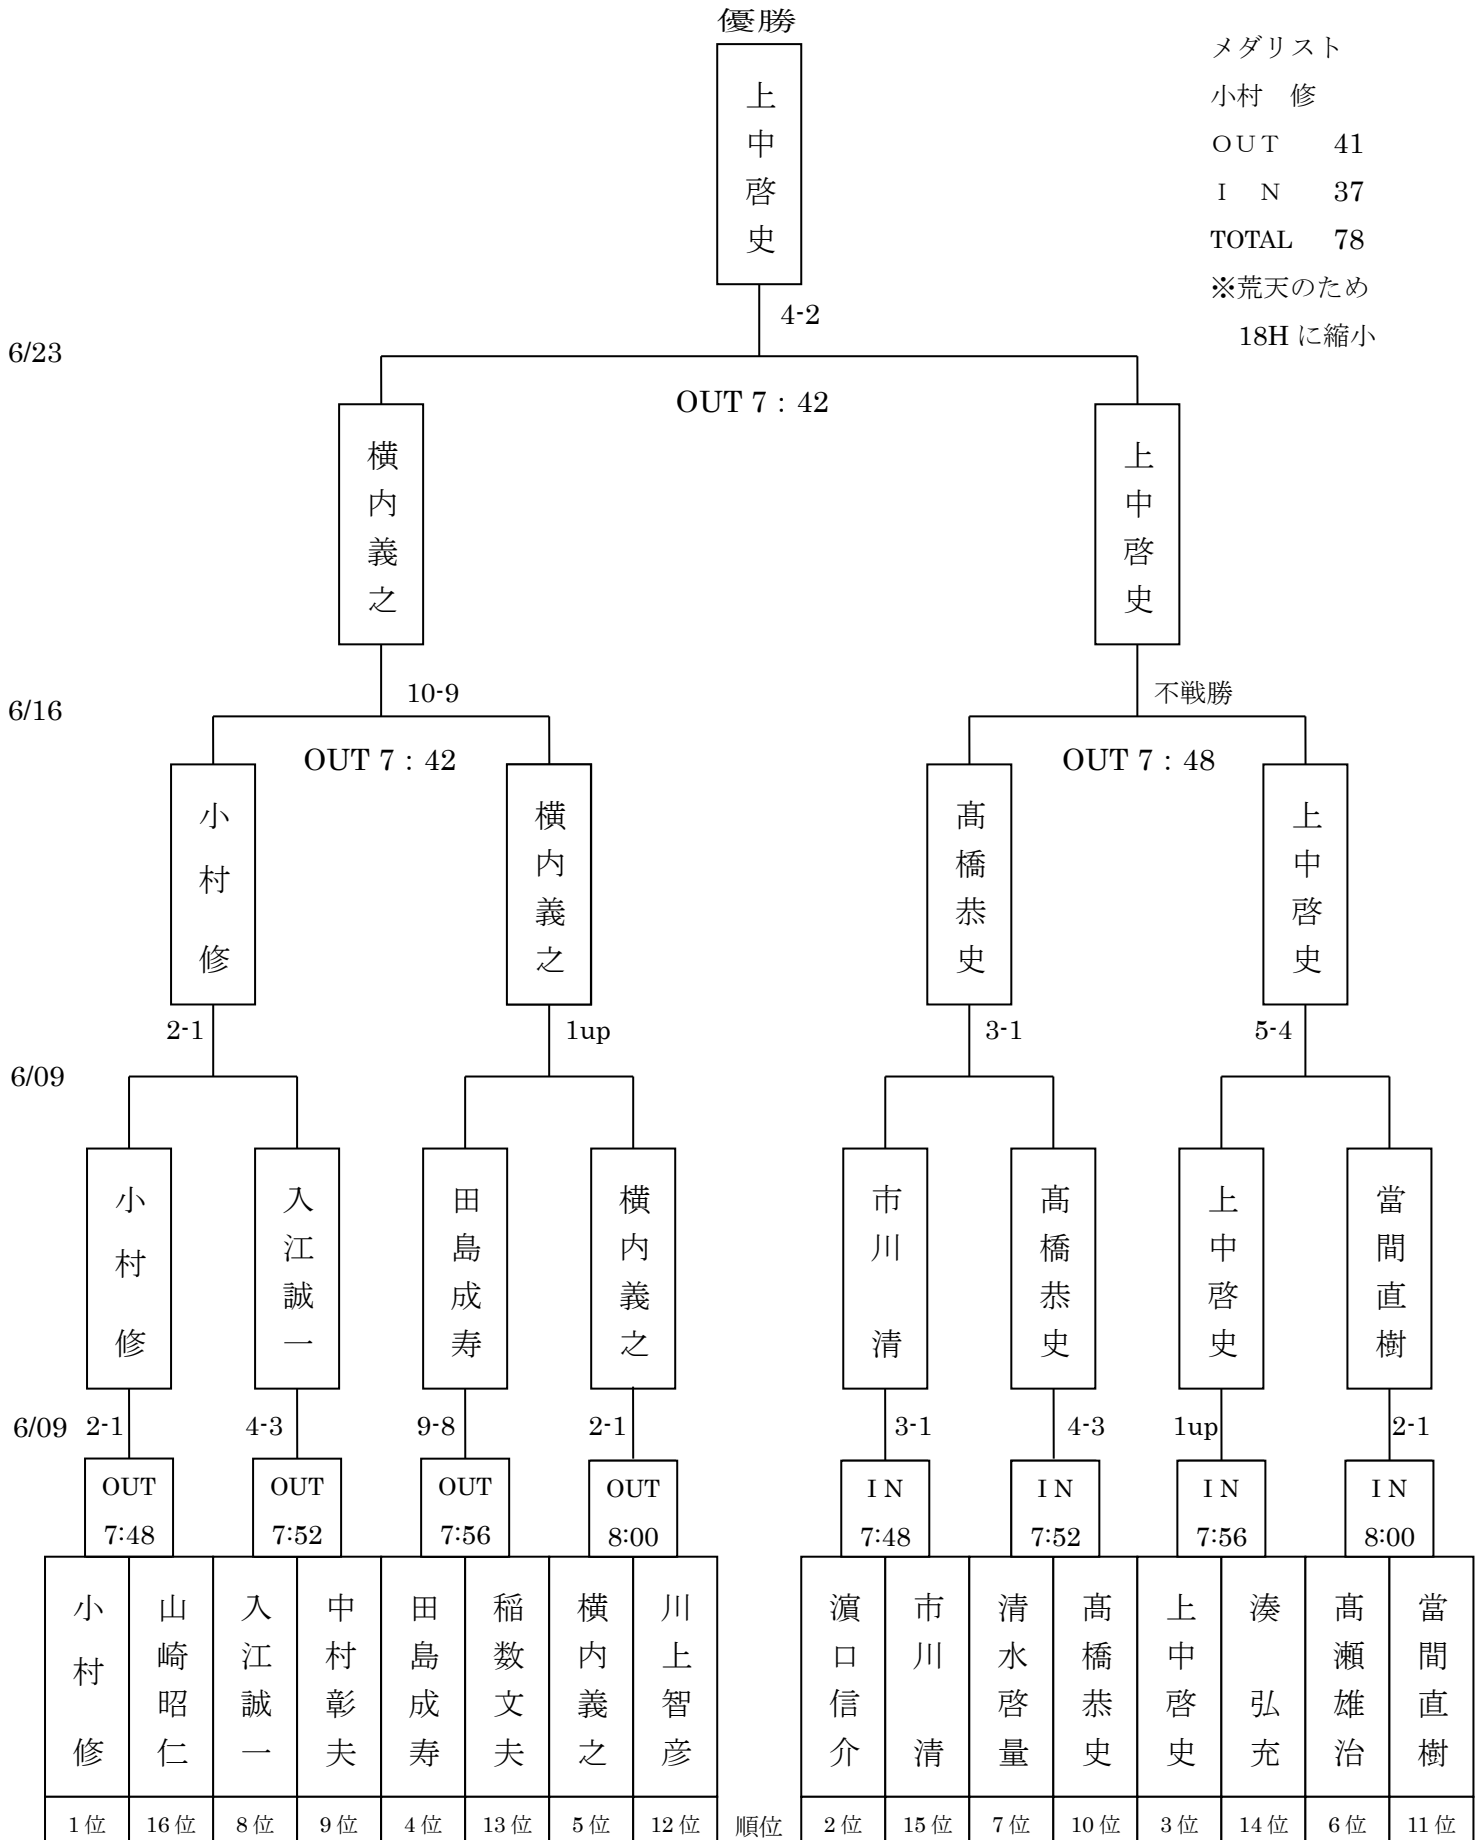 優勝
上中啓史
メダリスト
小村 修
OUT 41
I N 37
TOTAL 78
※荒天のため
18H に縮小
4-2
6/23
OUT 7：42
横内義之
上中啓史
10-9
不戦勝
6/16
OUT 7：42
OUT 7：48
小村 修
横内義之
髙橋恭史
上中啓史
2-1
1up
3-1
5-4
6/09
小村 修
入江誠一
田島成寿
横内義之
市川 清
髙橋恭史
上中啓史
當間直樹
6/09
2-1
4-3
9-8
2-1
3-1
4-3
1up
2-1
OUT
7:48
OUT
7:52
OUT
7:56
OUT
8:00
I N
7:48
I N
7:52
I N
7:56
I N
8:00
小村 修
山崎昭仁
入江誠一
中村彰夫
田島成寿
稲数文夫
横内義之
川上智彦
濵口信介
市川 清
清水啓量
髙橋恭史
上中啓史
湊 弘充
髙瀬雄治
當間直樹
1位
16位
8位
9位
4位
13位
5位
12位
順位
2位
15位
7位
10位
3位
14位
6位
11位